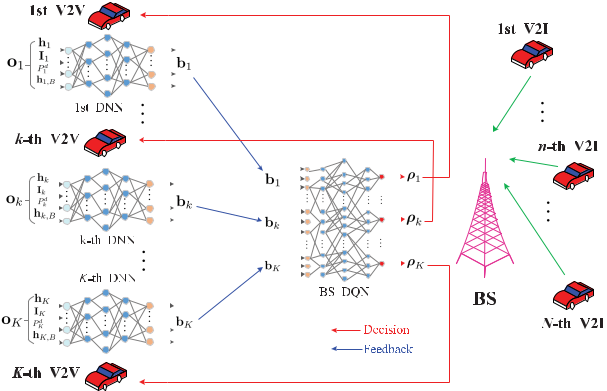 1st V2V
1st V2I
o1
h1
I1
P1d
h1,B
b1
1st DNN
k-th V2V
n-th V2I
ok
hk
Ik
Pkd
hk,B
bk
k-th DNN
b1
bk
bK
ρ1
ρk
ρK
BS DQN
BS
K-th DNN
oK
hK
IK
PKd
hK,B
bK
N-th V2I
Decision
Feedback
K-th V2V